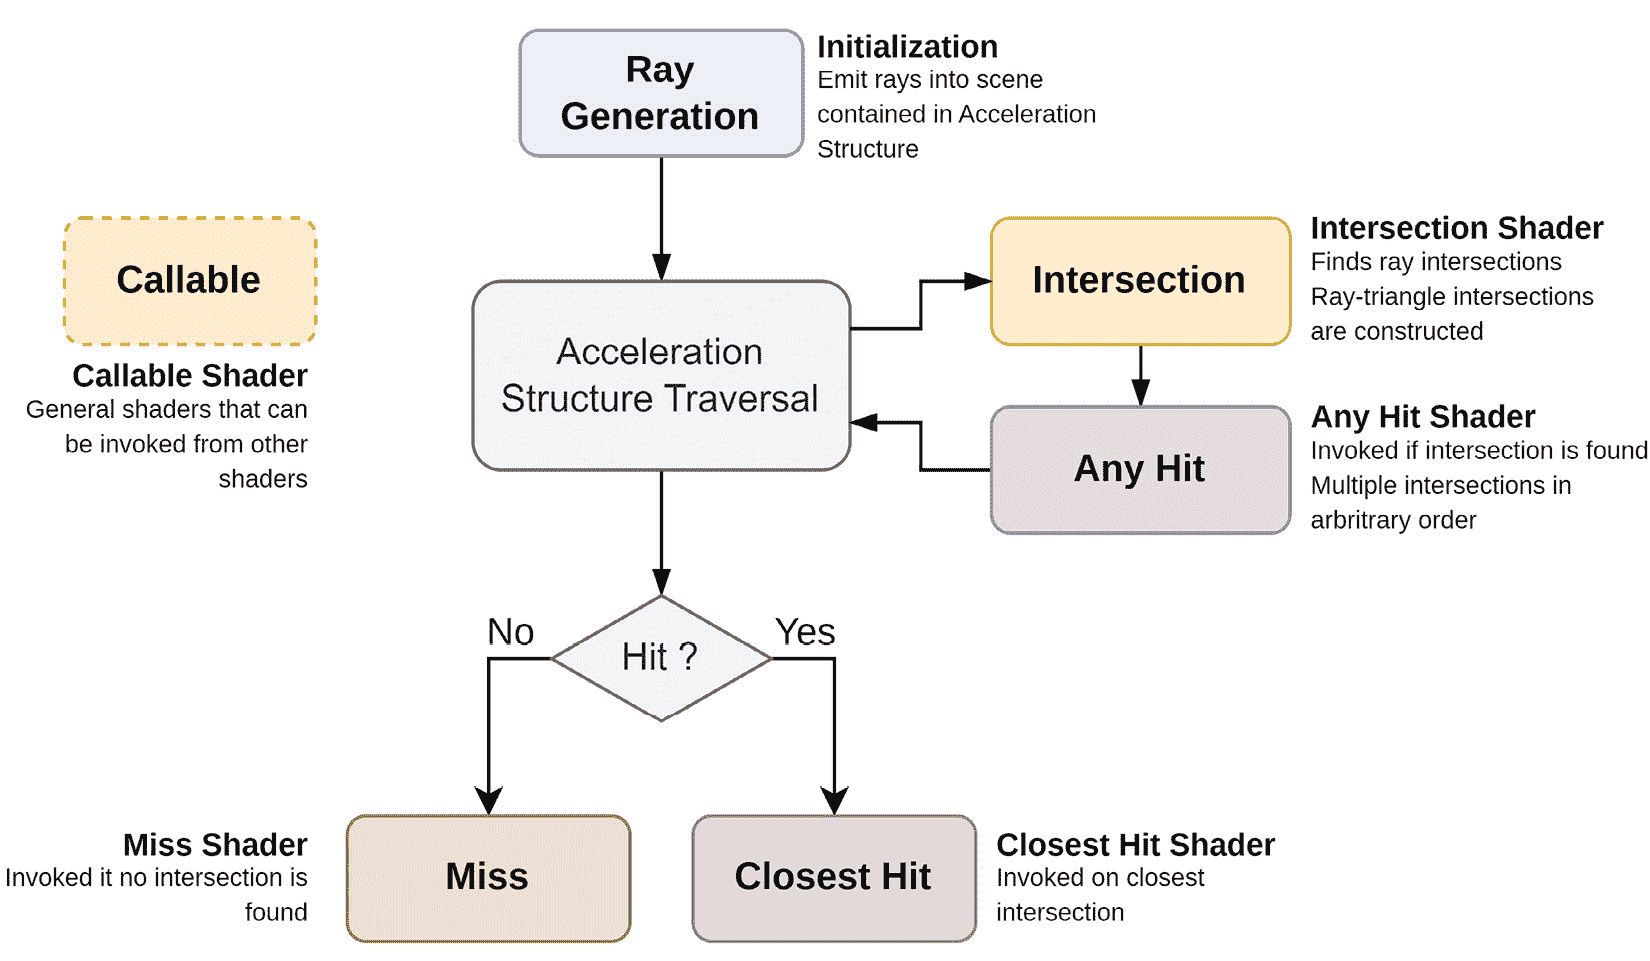 Ray
Generation
Initialization
Emit rays into scene
contained in Acceleration
Structure
Callable
Callable Shader
General shaders that can
be invoked from other
shaders
Acceleration
Structure Traversal
Intersection
Intersection Shader
Finds ray intersections
Ray-triangle intersections
are constructed
Any Hit
Any Hit Shader
Invoked if intersection is found
Multiple intersections in
arbritrary order
No
Hit ?
Yes
Miss Shader
Invoked it no intersection is
found
Miss
Closest Hit
Closest Hit Shader
Invoked on closest
intersection